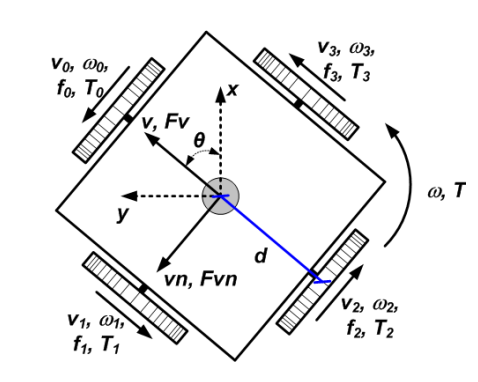 v₀, ω₀,
f₀, T₀
v₃, ω₃,
f₃, T₃
x
v, Fv
θ
ω, T
y
d
vn, Fvn
v₁, ω₁,
f₁, T₁
v₂, ω₂,
f₂, T₂